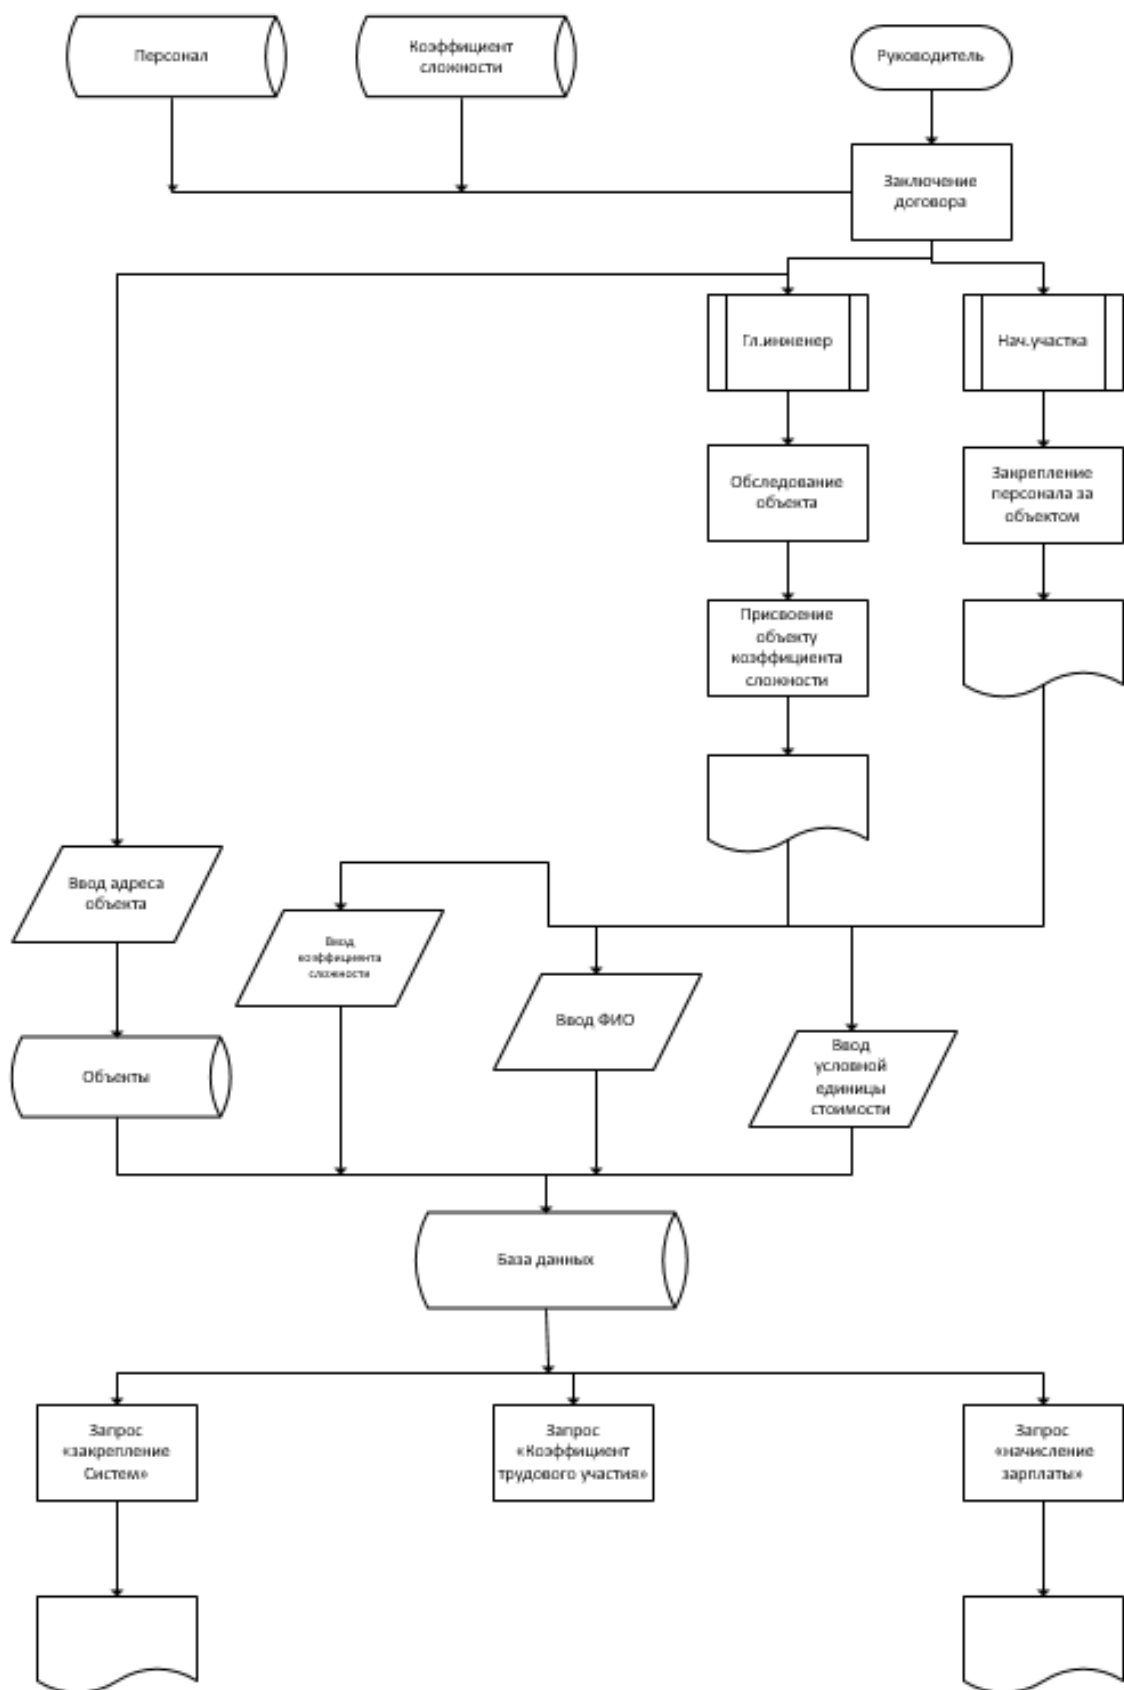 Персонал
Коэффициент
сложности
Руководитель
Заключение
договора
Гл.инженер
Нач.участка
Обследование
объекта
Закрепление
персонала за
объектом
Присвоение
объекту
коэффициента
сложности
Ввод адреса
объекта
Ввод
коэффициента
сложности
Ввод ФИО
Ввод
условной
единицы
стоимости
Объекты
База данных
Запрос
«закрепление
Систем»
Запрос
«Коэффициент
трудового участия»
Запрос
«начисление
зарплаты»